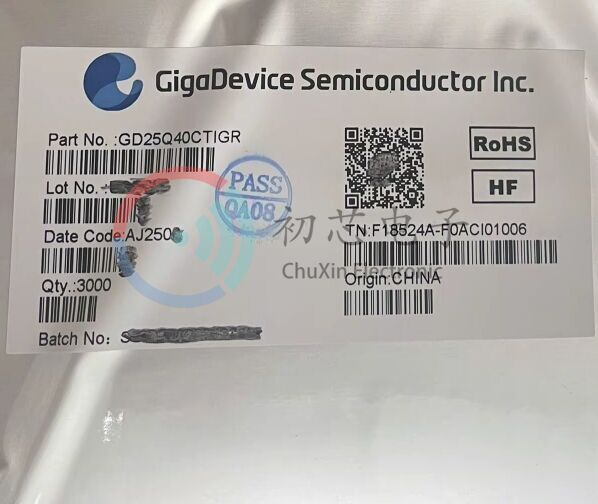 GigaDevice Semiconductor Inc.
Part No. :GD25Q40CTIGR
Lot No.
Date Code:AJ250
Qty.:3000
Batch No: S
PASS
QA08
RoHS
HF
TN:F18524A-F0ACI01006
Origin:CHINA
初芯电子
ChuXin Electronic